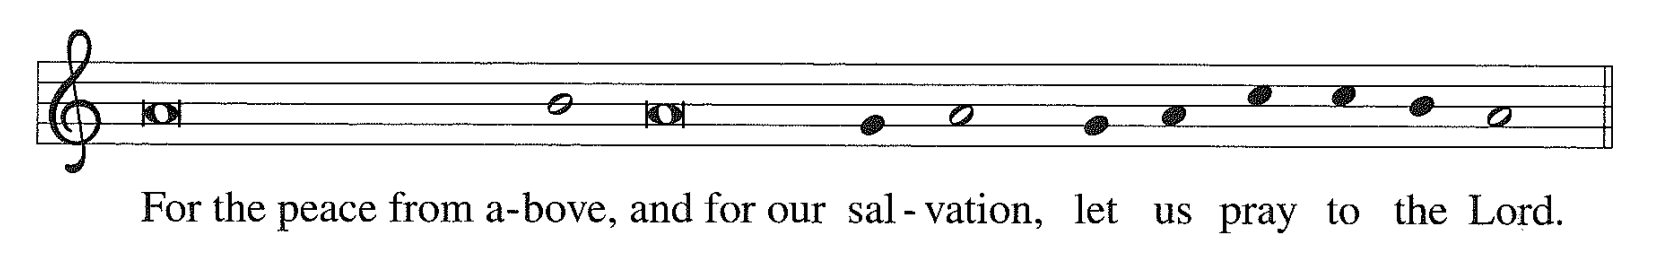 For the peace from a-bove, and for our sal - vation, let us pray to the Lord.